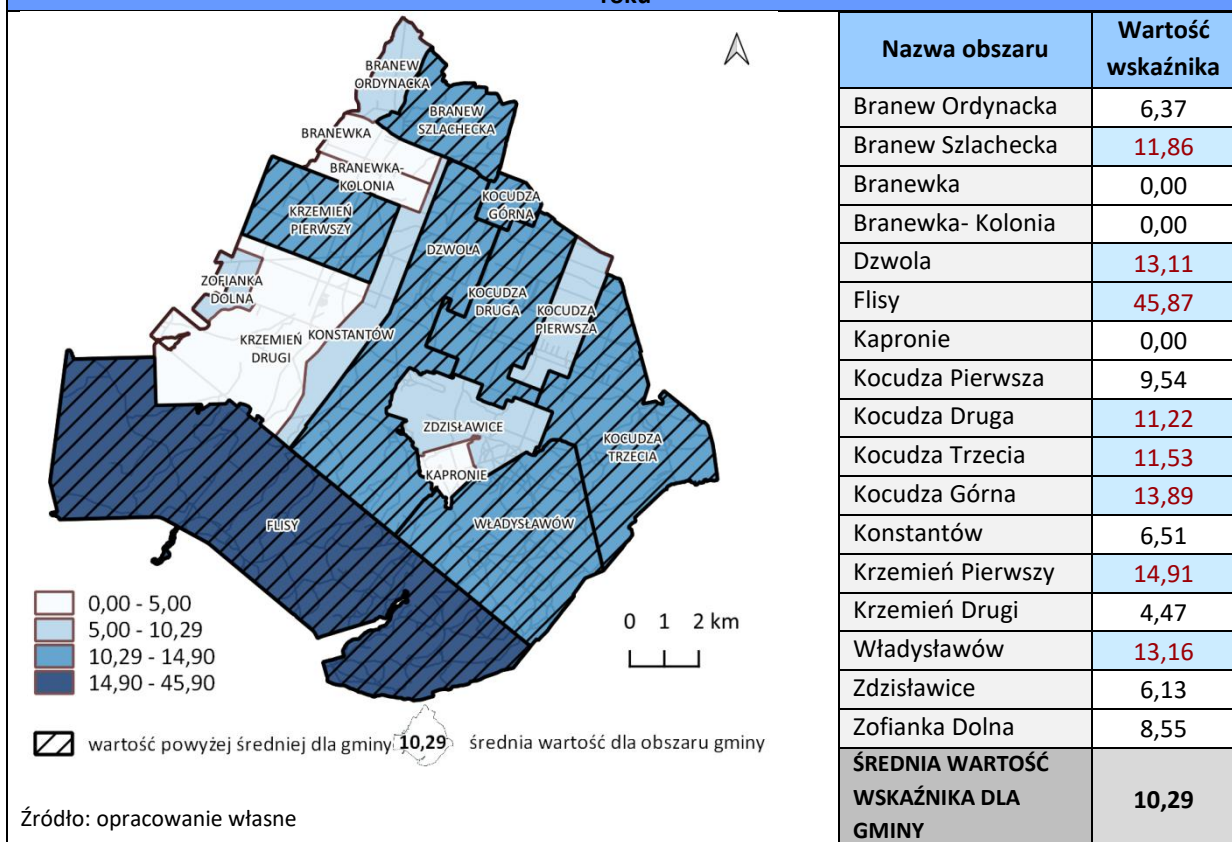 roku
BRANEW
ORDYNACKA
BRANEW
SZLACHECKA
BRANEWKA
BRANEWKA-
KOLONIA
KOCUDZA
GÓRNA
KRZEMIEŃ
PIERWSZY
DZWOLA
ZOFIANKA
DOLNA
KOCUDZA
DRUGA
KOCUDZA
PIERWSZA
KRZEMIEŃ
DRUGI
KONSTANTÓW
ZDZISŁAWICE
KOCUDZA
TRZECIA
KAPRONIE
FLISY
WŁADYSŁAWÓW
0,00 - 5,00
5,00 - 10,29
10,29 - 14,90
14,90 - 45,90
0 1 2 km
wartość powyżej średniej dla gminy
10,29 średnia wartość dla obszaru gminy
Źródło: opracowanie własne
Nazwa obszaru Wartość wskaźnika
Branew Ordynacka 6,37
Branew Szlachecka 11,86
Branewka 0,00
Branewka- Kolonia 0,00
Dzwola 13,11
Flisy 45,87
Kapronie 0,00
Kocudza Pierwsza 9,54
Kocudza Druga 11,22
Kocudza Trzecia 11,53
Kocudza Górna 13,89
Konstantów 6,51
Krzemień Pierwszy 14,91
Krzemień Drugi 4,47
Władysławów 13,16
Zdzisławice 6,13
Zofianka Dolna 8,55
ŚREDNIA WARTOŚĆ
WSKAŹNIKA DLA
GMINY
10,29